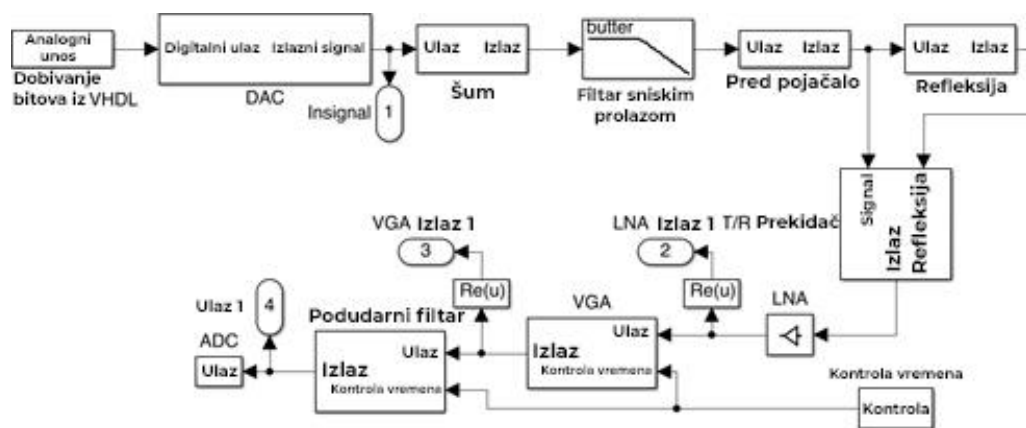 Analogni
unos
Dobivanje
bitova iz VHDL
Digitalni ulaz Izlazni signal
DAC
Insignal
1
Ulaz Izlaz
Šum
butter
Filtar sniskim
prolazom
Ulaz Izlaz
Pred pojačalo
Ulaz Izlaz
Refleksija
Signal
Izlaz
Refleksija
T/R Prekidač
LNA Izlaz 1
2
Re(u)
LNA
VGA Izlaz 1
3
Re(u)
VGA
Ulaz
Izlaz
Kontrola vremena
Podudarni filtar
Ulaz
Izlaz
Kontrola vremena
Ulaz 1
4
ADC
Ulaz
Kontrola vremena
Kontrola